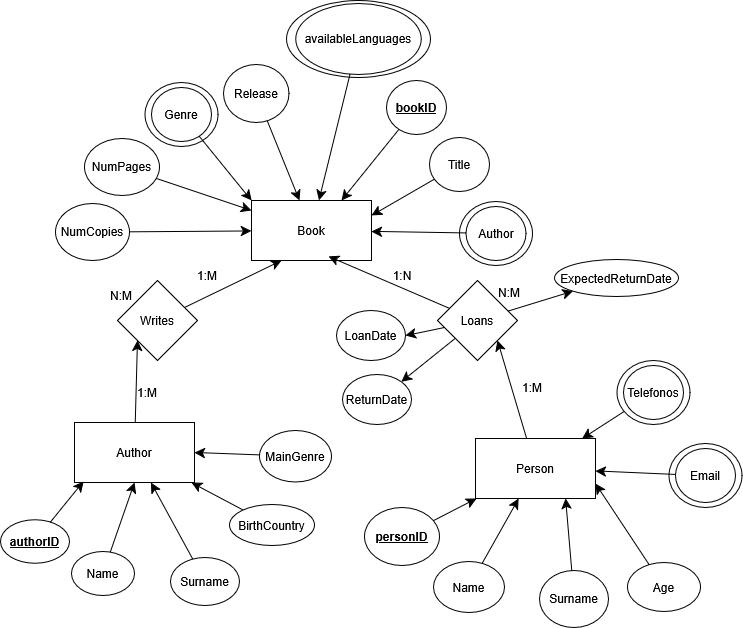 availableLanguages
Release
bookID
Genre
Title
NumPages
NumCopies
Book
Author
1:M
1:N
ExpectedReturnDate
N:M
N:M
Writes
Loans
LoanDate
ReturnDate
1:M
1:M
Telefonos
Author
MainGenre
Person
Email
BirthCountry
authorID
personID
Name
Surname
Name
Surname
Age